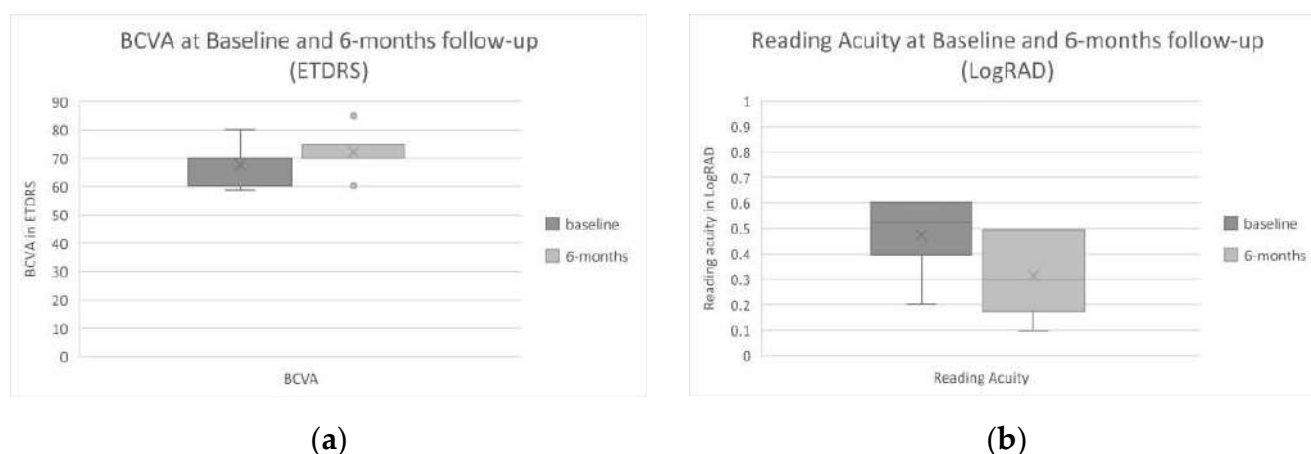 BCVA at Baseline and 6-months follow-up
(ETDRS)
90
80
70
60
50
40
30
20
10
0
BCVA in ETDRS
BCVA
baseline
6-months
(a)
Reading Acuity at Baseline and 6-months follow-up
(LogRAD)
1
0.9
0.8
0.7
0.6
0.5
0.4
0.3
0.2
0.1
0
Reading acuity in LogRAD
Reading Acuity
baseline
6-months
(b)